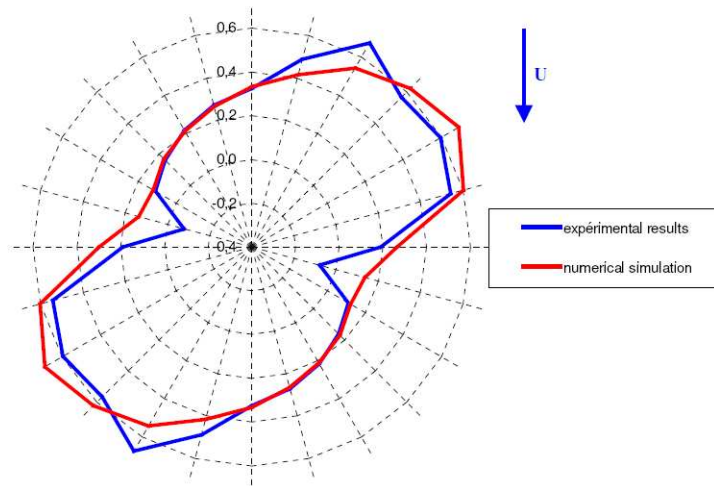 0,6
U
0,4
0,2
0,0
-0,2
-0,4
expérimental results
numerical simulation